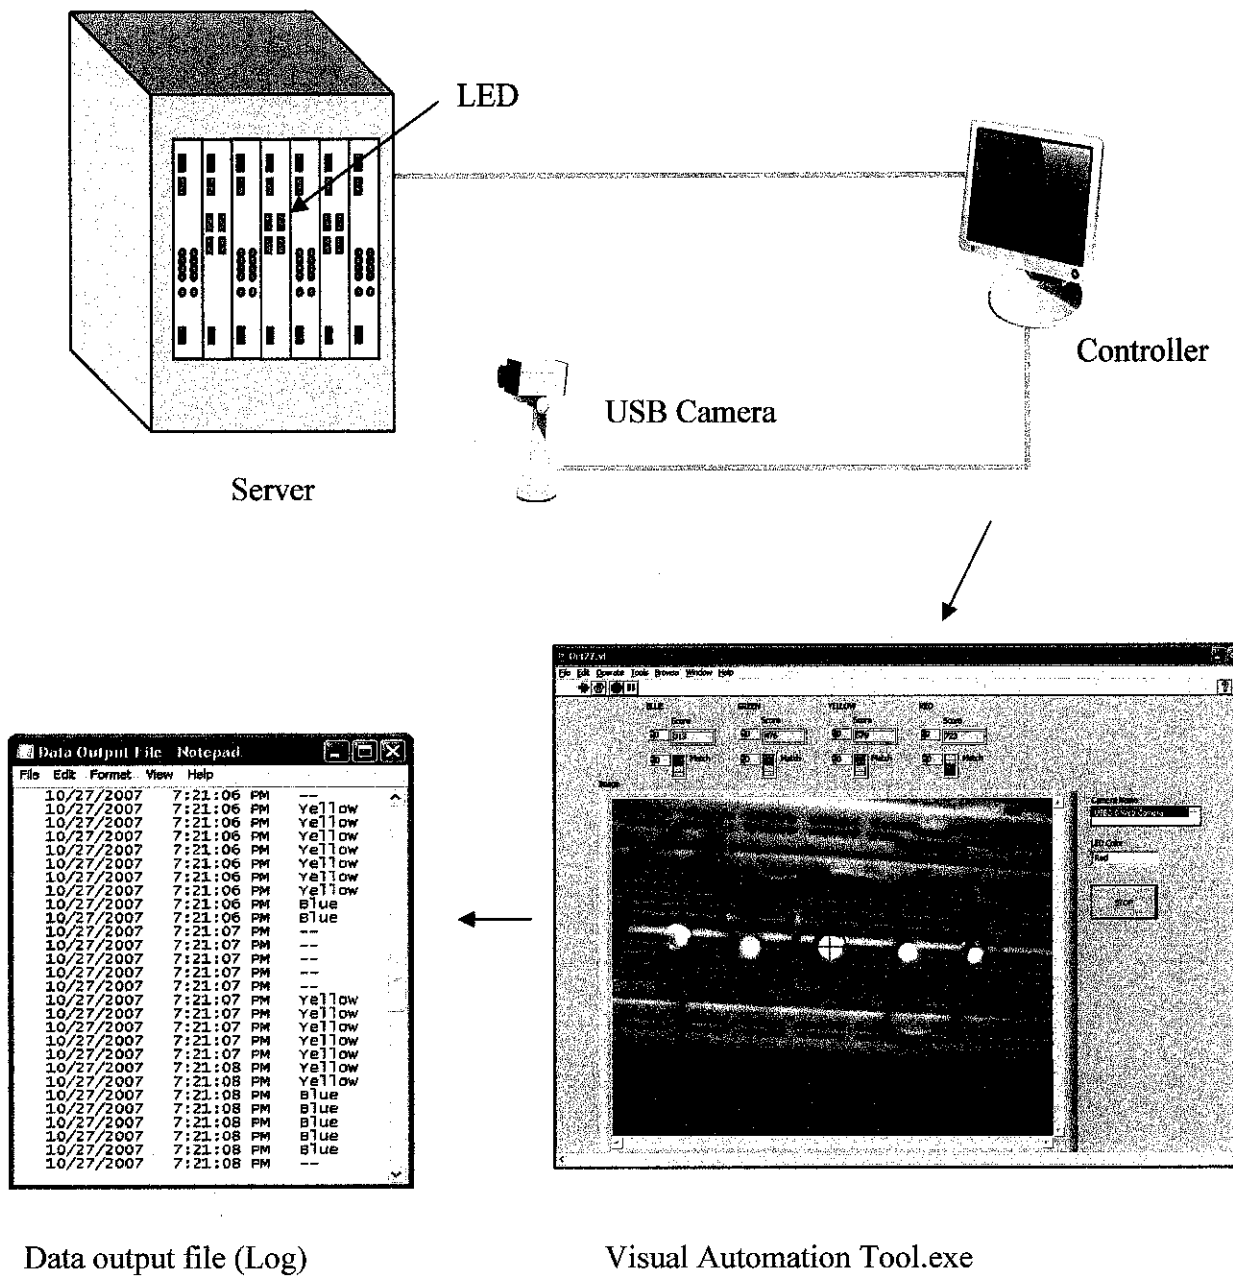 LED
Controller
USB Camera
Server
Oct27.vi
File Edit Operate Tools Browse Window Help
BLUE GREEN YELLOW RED
Score Score Score Score
Match Match Match Match
Camera Name
LED Color
Red
STOP
Data Output File - Notepad
File Edit Format View Help
10/27/2007 7:21:06 PM --
10/27/2007 7:21:06 PM Yellow
10/27/2007 7:21:06 PM Yellow
10/27/2007 7:21:06 PM Yellow
10/27/2007 7:21:06 PM Yellow
10/27/2007 7:21:06 PM Yellow
10/27/2007 7:21:06 PM Yellow
10/27/2007 7:21:06 PM Yellow
10/27/2007 7:21:06 PM Blue
10/27/2007 7:21:06 PM Blue
10/27/2007 7:21:07 PM --
10/27/2007 7:21:07 PM --
10/27/2007 7:21:07 PM --
10/27/2007 7:21:07 PM --
10/27/2007 7:21:07 PM --
10/27/2007 7:21:07 PM Yellow
10/27/2007 7:21:07 PM Yellow
10/27/2007 7:21:07 PM Yellow
10/27/2007 7:21:07 PM Yellow
10/27/2007 7:21:07 PM Yellow
10/27/2007 7:21:08 PM Yellow
10/27/2007 7:21:08 PM Yellow
10/27/2007 7:21:08 PM Blue
10/27/2007 7:21:08 PM Blue
10/27/2007 7:21:08 PM Blue
10/27/2007 7:21:08 PM Blue
10/27/2007 7:21:08 PM Blue
10/27/2007 7:21:08 PM --
Data output file (Log)
Visual Automation Tool.exe